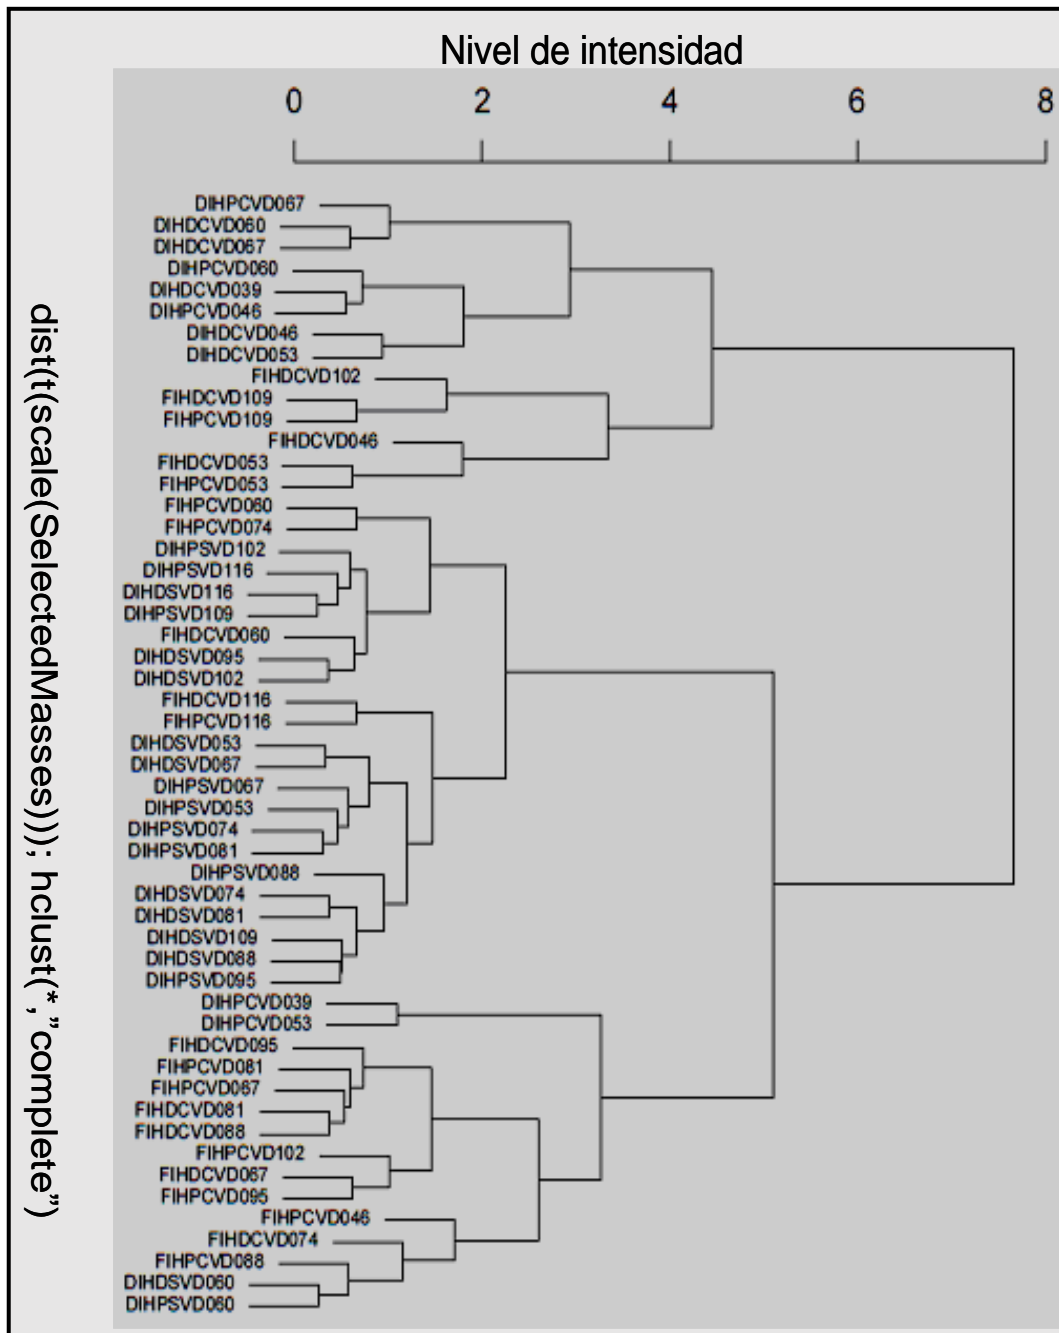 Nivel de intensidad
0 2 4 6 8
DIHPCVD067
DIHDCVD060
DIHDCVD067
DIHPCVD060
DIHDCVD039
DIHPCVD046
DIHDCVD046
DIHDCVD053
FIHDCVD102
FIHDCVD109
FIHPCVD109
FIHDCVD046
FIHDCVD053
FIHPCVD053
FIHPCVD060
FIHPCVD074
DIHPSVD102
DIHPSVD116
DIHDSVD116
DIHPSVD109
FIHDCVD060
DIHDSVD095
DIHDSVD102
FIHDCVD116
FIHPCVD116
DIHDSVD053
DIHDSVD067
DIHPSVD067
DIHPSVD053
DIHPSVD074
DIHPSVD081
DIHPSVD088
DIHDSVD074
DIHDSVD081
DIHDSVD109
DIHDSVD088
DIHPSVD095
DIHPCVD039
DIHPCVD053
FIHDCVD095
FIHPCVD081
FIHPCVD067
FIHDCVD081
FIHDCVD088
FIHPCVD102
FIHDCVD067
FIHPCVD095
FIHPCVD046
FIHDCVD074
FIHPCVD088
DIHDSVD060
DIHPSVD060
dist(t(scale(SelectedMasses))); hclust(*,”complete”)